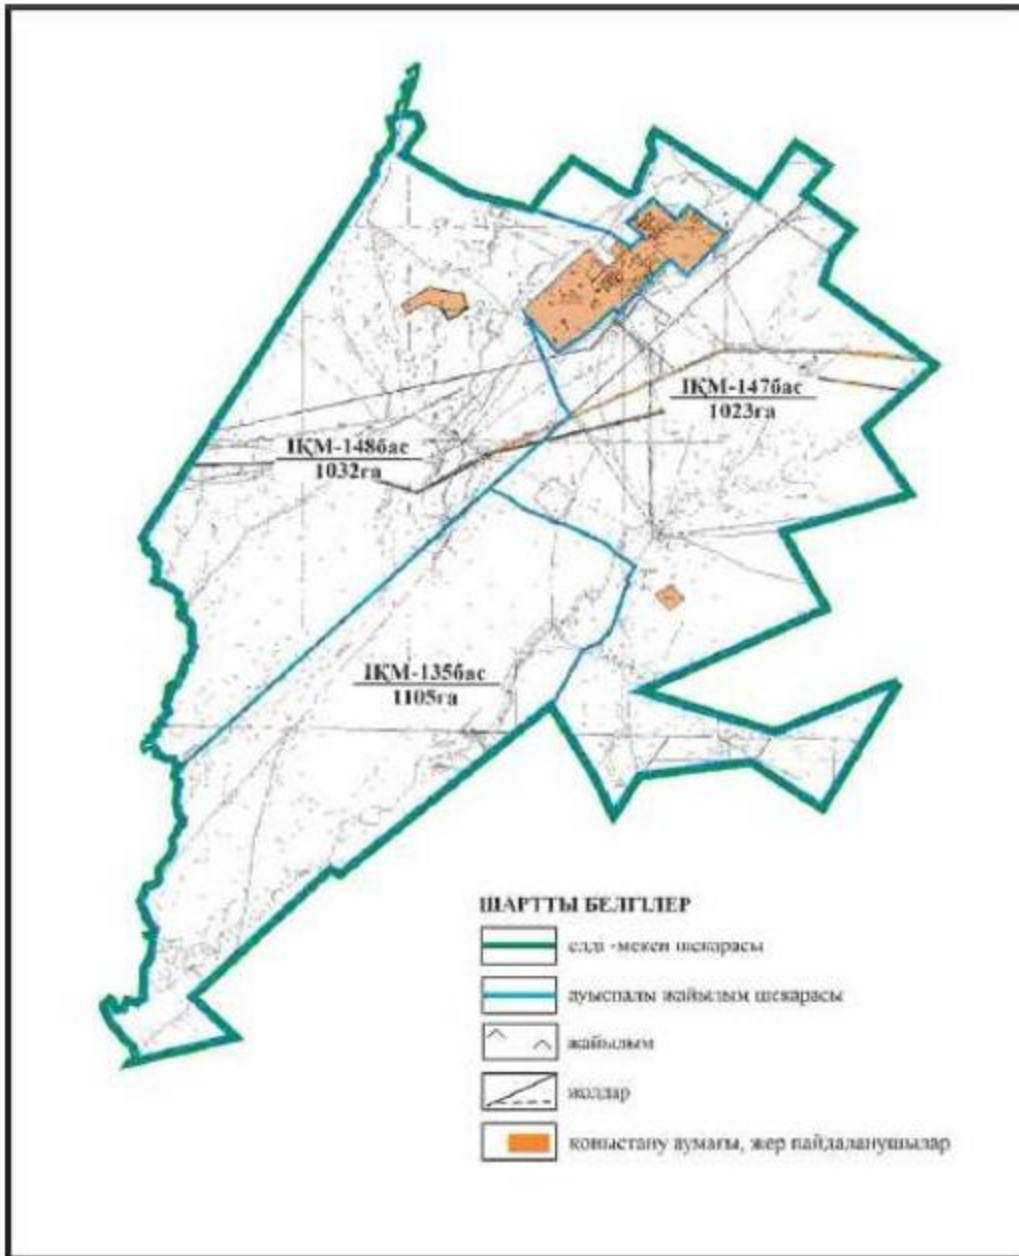 ІҚМ-147бас
1023га
ІҚМ-148бас
1032га
ІҚМ-135бас
1105га
ШАРТТЫ БЕЛГІЛЕР
елді -мекен шекарасы
ауыспалы жайылым шекарасы
жайылым
жолдар
қоныстану аумағы, жер пайдаланушылар